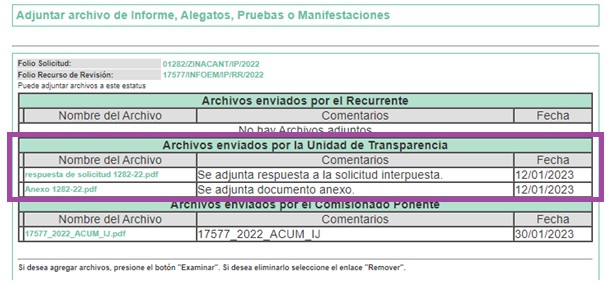 Adjuntar archivo de Informe, Alegatos, Pruebas o Manifestaciones
Folio Solicitud: 01282/ZINACANT/IP/2022
Folio Recurso de Revisión: 17577/INFOEM/IP/RR/2022
Puede adjuntar archivos a este estatus
Archivos enviados por el Recurrente
Nombre del Archivo Comentarios Fecha
No hay Archivos adjuntos
Archivos enviados por la Unidad de Transparencia
Nombre del Archivo Comentarios Fecha
respuesta de solicitud 1282-22.pdf Se adjunta respuesta a la solicitud interpuesta. 12/01/2023
Anexo 1282-22.pdf Se adjunta documento anexo. 12/01/2023
Archivos enviados por el Comisionado Ponente
Nombre del Archivo Comentarios Fecha
17577_2022_ACUM_IJ.pdf 17577_2022_ACUM_IJ 30/01/2023
Si desea agregar archivos, presione el botón "Examinar". Si desea eliminarlo seleccione el enlace "Remover".